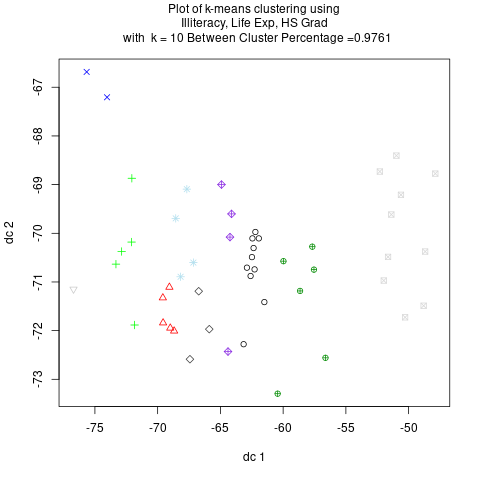 Plot of k-means clustering using
Illiteracy, Life Exp, HS Grad
with k = 10 Between Cluster Percentage =0.9761
dc 2
-67
-68
-69
-70
-71
-72
-73
-75
-70
-65
-60
-55
-50
dc 1